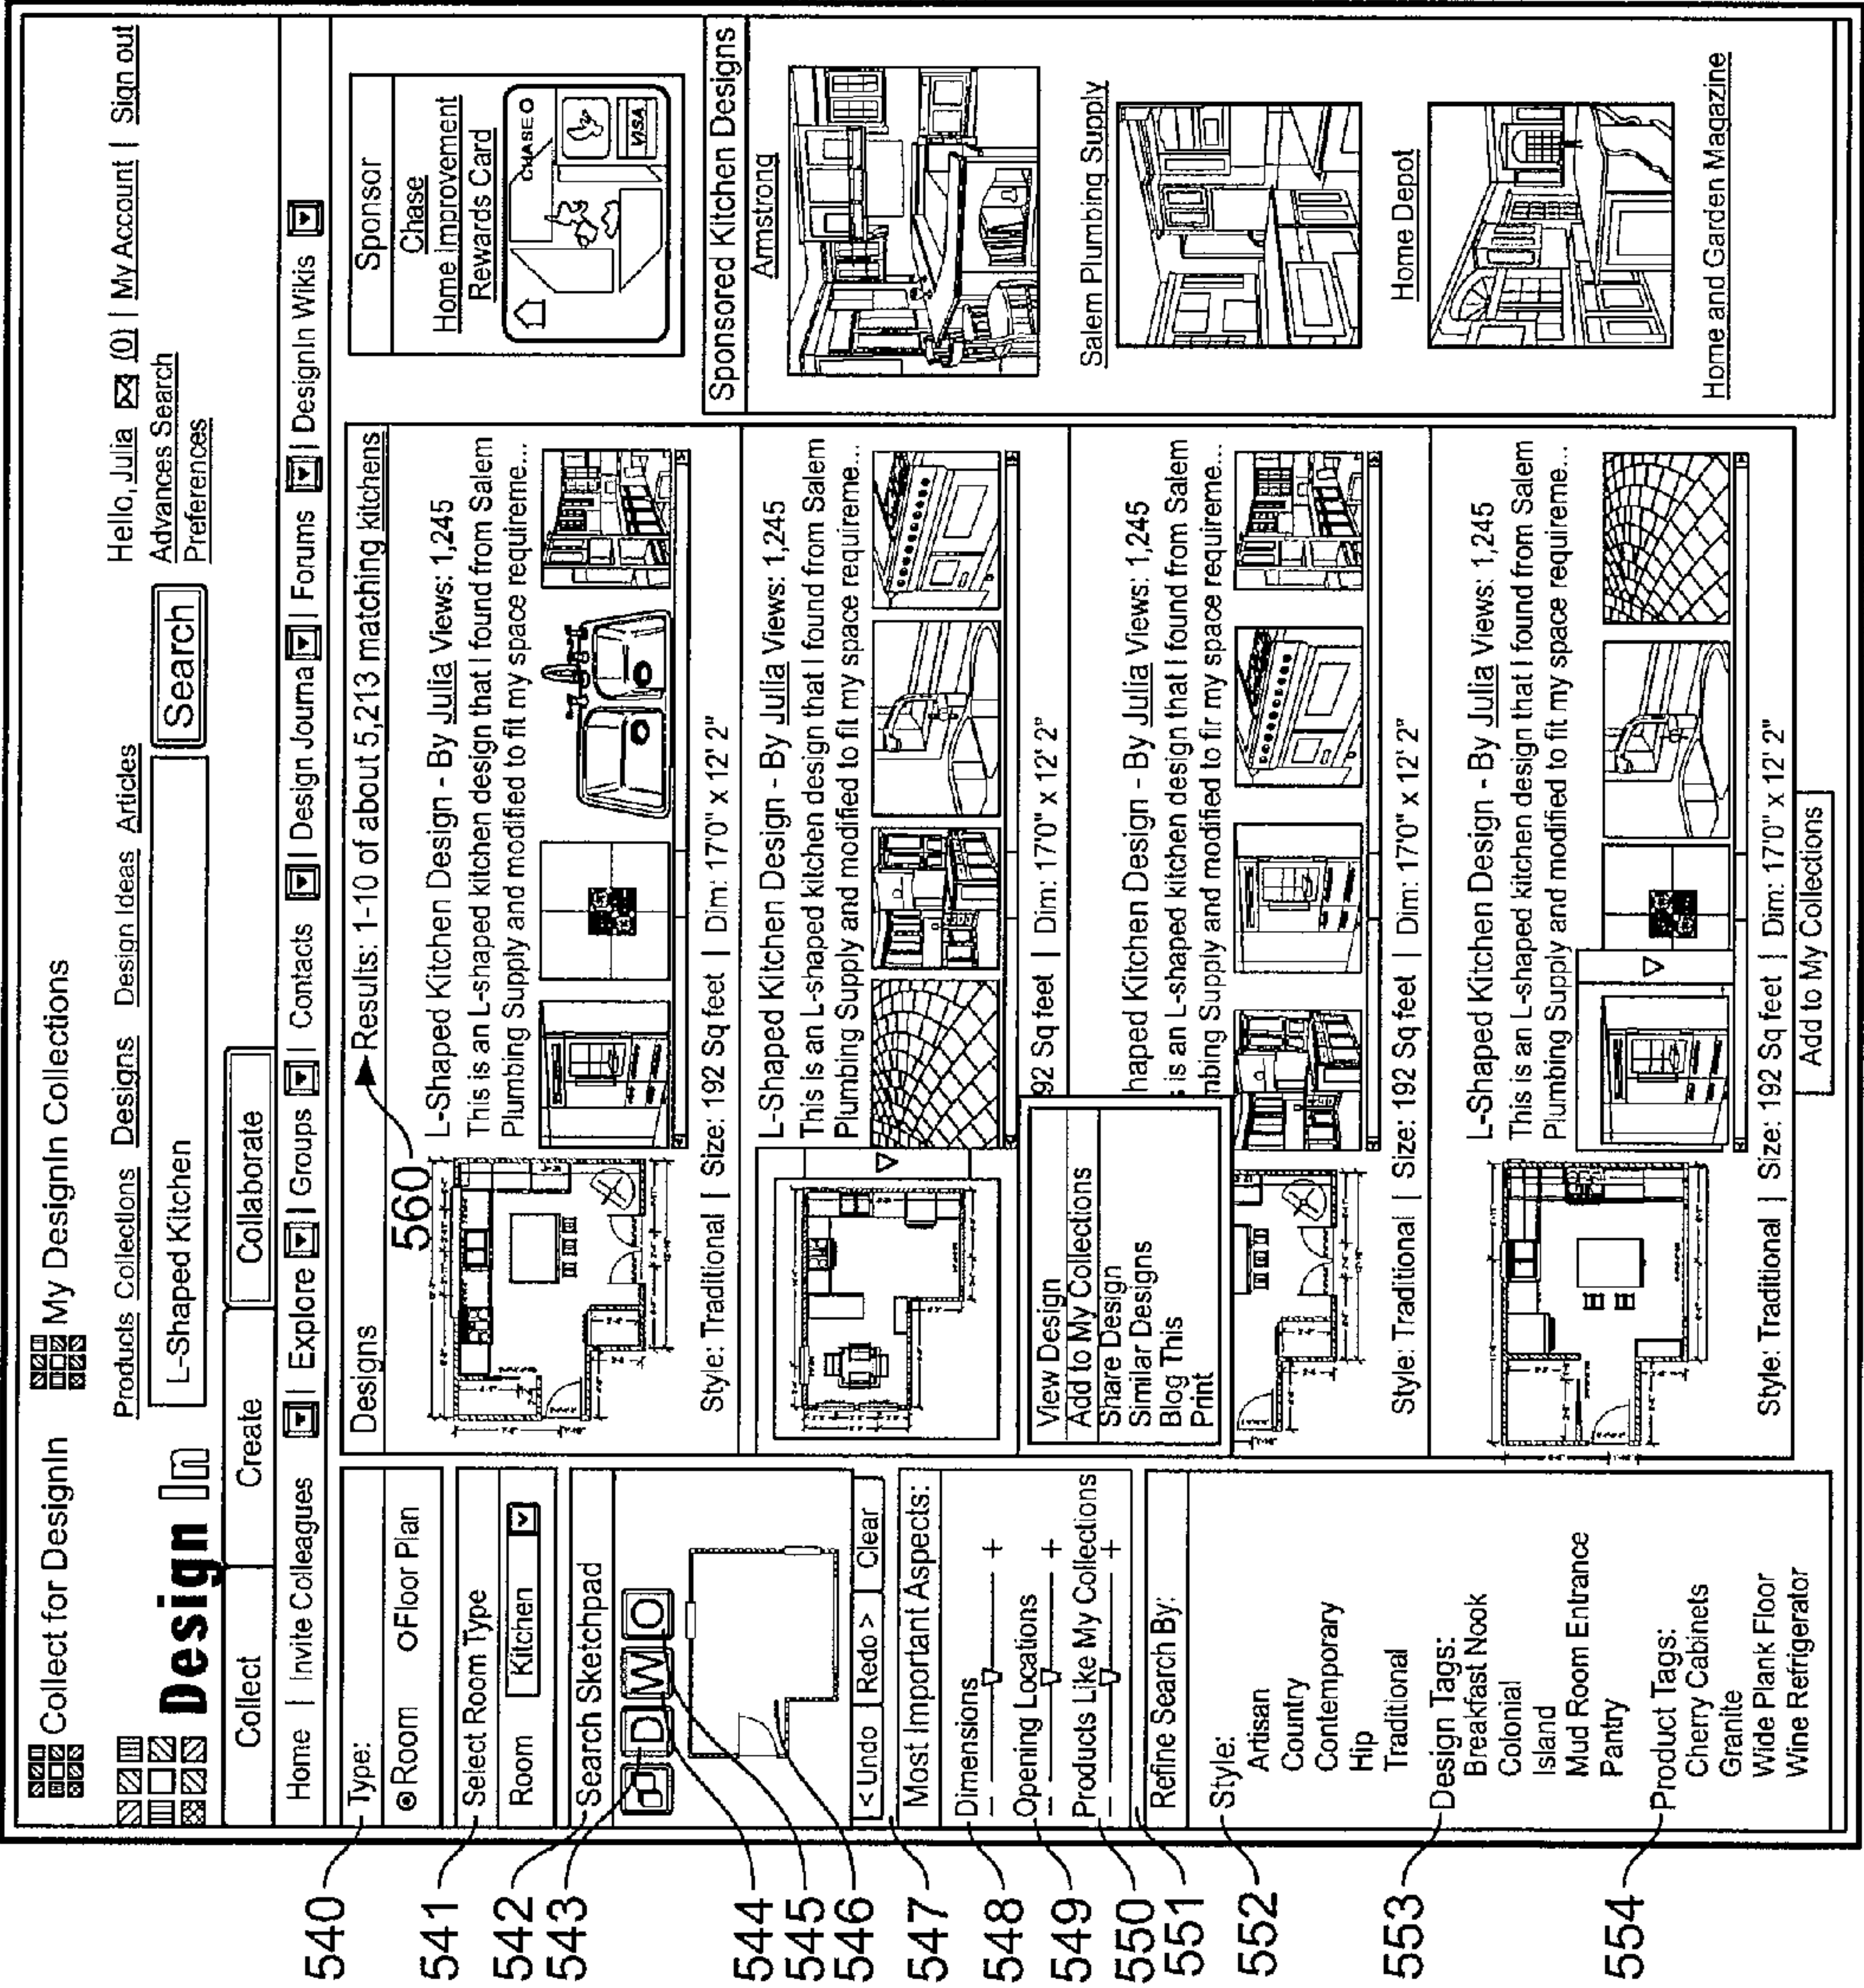 Collect for DesignIn
My DesignIn Collections
Design In
Products Collections Designs Design Ideas Articles
L-Shaped Kitchen
Search
Hello, Julia (0) | My Account | Sign out
Advances Search
Preferences
Collect
Create
Collaborate
Home | Invite Colleagues | Explore | Groups | Contacts | Design Journal | Forums | DesignIn Wikis
540
Type:
Room Floor Plan
541
Select Room Type
Room Kitchen
542
Search Sketchpad
543
D W O
544
545
546
< Undo Redo > Clear
547
Most Important Aspects:
548
Dimensions
- +
549
Opening Locations
- +
550
Products Like My Collections
- +
551
Refine Search By:
552
Style:
Artisan
Country
Contemporary
Hip
Traditional
553
Design Tags:
Breakfast Nook
Colonial
Island
Mud Room Entrance
Pantry
554
Product Tags:
Cherry Cabinets
Granite
Wide Plank Floor
Wine Refrigerator
Designs
560
Results: 1-10 of about 5,213 matching kitchens
L-Shaped Kitchen Design - By Julia Views: 1,245
This is an L-shaped kitchen design that I found from Salem
Plumbing Supply and modified to fit my space requireme...
Style: Traditional | Size: 192 Sq feet | Dim: 17'0" x 12' 2"
L-Shaped Kitchen Design - By Julia Views: 1,245
This is an L-shaped kitchen design that I found from Salem
Plumbing Supply and modified to fit my space requireme...
92 Sq feet | Dim: 17'0" x 12' 2"
View Design
Add to My Collections
Share Design
Similar Designs
Blog This
Print
haped Kitchen Design - By Julia Views: 1,245
s is an L-shaped kitchen design that I found from Salem
mbing Supply and modified to fir my space requireme...
Style: Traditional | Size: 192 Sq feet | Dim: 17'0" x 12' 2"
L-Shaped Kitchen Design - By Julia Views: 1,245
This is an L-shaped kitchen design that I found from Salem
Plumbing Supply and modified to fit my space requireme...
Style: Traditional | Size: 192 Sq feet | Dim: 17'0" x 12' 2"
Add to My Collections
Sponsor
Chase
Home Improvement
Rewards Card
CHASE
VISA
Sponsored Kitchen Designs
Amstrong
Salem Plumbing Supply
Home Depot
Home and Garden Magazine